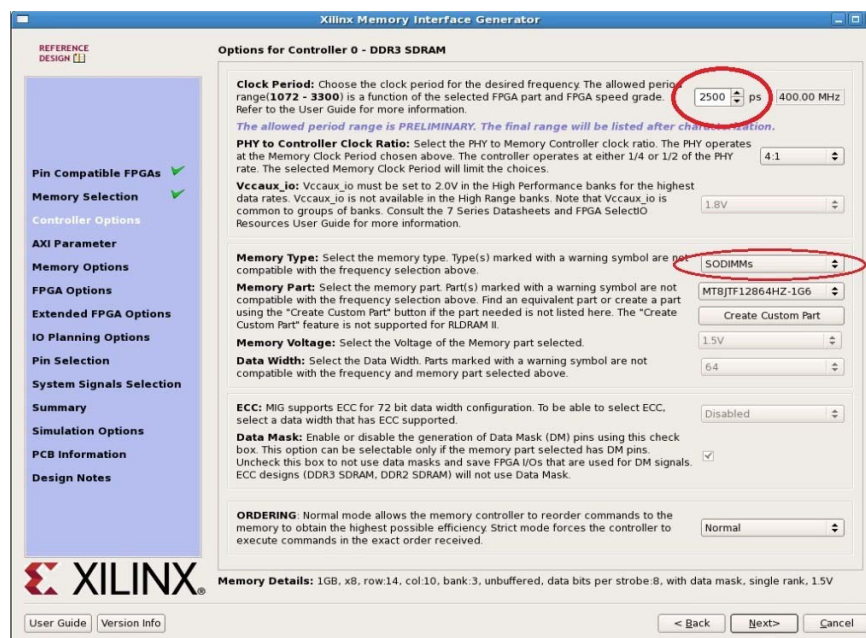 Xilinx Memory Interface Generator
REFERENCE
DESIGN
Pin Compatible FPGAs
Memory Selection
Controller Options
AXI Parameter
Memory Options
FPGA Options
Extended FPGA Options
IO Planning Options
Pin Selection
System Signals Selection
Summary
Simulation Options
PCB Information
Design Notes
XILINX®
Options for Controller 0 - DDR3 SDRAM
Clock Period: Choose the clock period for the desired frequency. The allowed period
range(1072 - 3300) is a function of the selected FPGA part and FPGA speed grade.
Refer to the User Guide for more information.
2500 ps 400.00 MHz
The allowed period range is PRELIMINARY. The final range will be listed after characterization.
PHY to Controller Clock Ratio: Select the PHY to Memory Controller clock ratio. The PHY operates
at the Memory Clock Period chosen above. The controller operates at either 1/4 or 1/2 of the PHY
rate. The selected Memory Clock Period will limit the choices.
4:1
Vccaux_io: Vccaux_io must be set to 2.0V in the High Performance banks for the highest
data rates. Vccaux_io is not available in the High Range banks. Note that Vccaux_io is
common to groups of banks. Consult the 7 Series Datasheets and FPGA SelectIO
Resources User Guide for more information.
1.8V
Memory Type: Select the memory type. Type(s) marked with a warning symbol are not
compatible with the frequency selection above.
SODIMMs
Memory Part: Select the memory part. Part(s) marked with a warning symbol are not
compatible with the frequency selection above. Find an equivalent part or create a part
using the "Create Custom Part" button if the part needed is not listed here. The "Create
Custom Part" feature is not supported for RLDRAM II.
MT8JTF12864HZ-1G6
Create Custom Part
Memory Voltage: Select the Voltage of the Memory part selected.
1.5V
Data Width: Select the Data Width. Parts marked with a warning symbol are not
compatible with the frequency and memory part selected above.
64
ECC: MIG supports ECC for 72 bit data width configuration. To be able to select ECC,
select a data width that has ECC supported.
Disabled
Data Mask: Enable or disable the generation of Data Mask (DM) pins using this check
box. This option can be selectable only if the memory part selected has DM pins.
Uncheck this box to not use data masks and save FPGA I/Os that are used for DM signals.
ECC designs (DDR3 SDRAM, DDR2 SDRAM) will not use Data Mask.
ORDERING: Normal mode allows the memory controller to reorder commands to the
memory to obtain the highest possible efficiency. Strict mode forces the controller to
execute commands in the exact order received.
Normal
Memory Details: 1GB, x8, row:14, col:10, bank:3, unbuffered, data bits per strobe:8, with data mask, single rank, 1.5V
User Guide Version Info < Back Next> Cancel